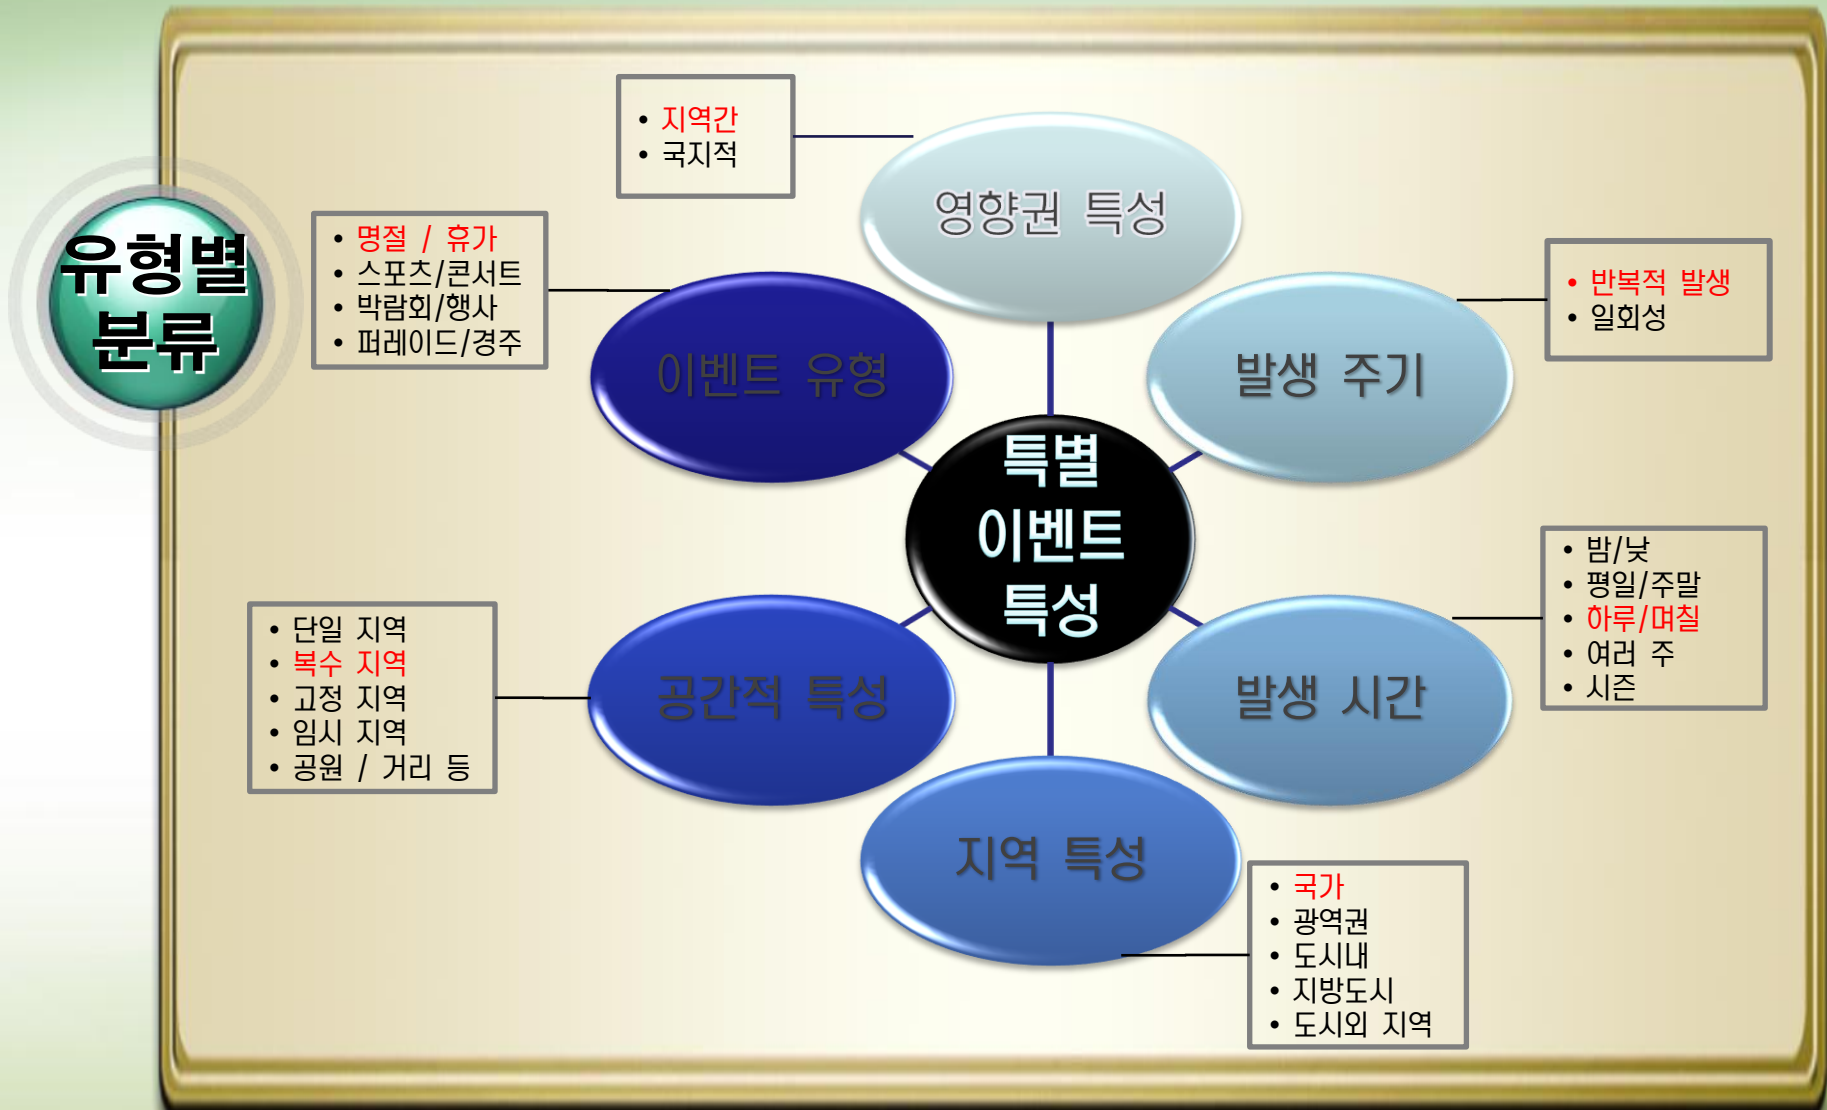 유형별
분류
• 지역간
• 국지적
영향권 특성
• 명절 / 휴가
• 스포츠/콘서트
• 박람회/행사
• 퍼레이드/경주
이벤트 유형
• 반복적 발생
• 일회성
발생 주기
특별
이벤트
특성
• 밤/낮
• 평일/주말
• 하루/며칠
• 여러 주
• 시즌
발생 시간
• 단일 지역
• 복수 지역
• 고정 지역
• 임시 지역
• 공원 / 거리 등
공간적 특성
지역 특성
• 국가
• 광역권
• 도시내
• 지방도시
• 도시외 지역